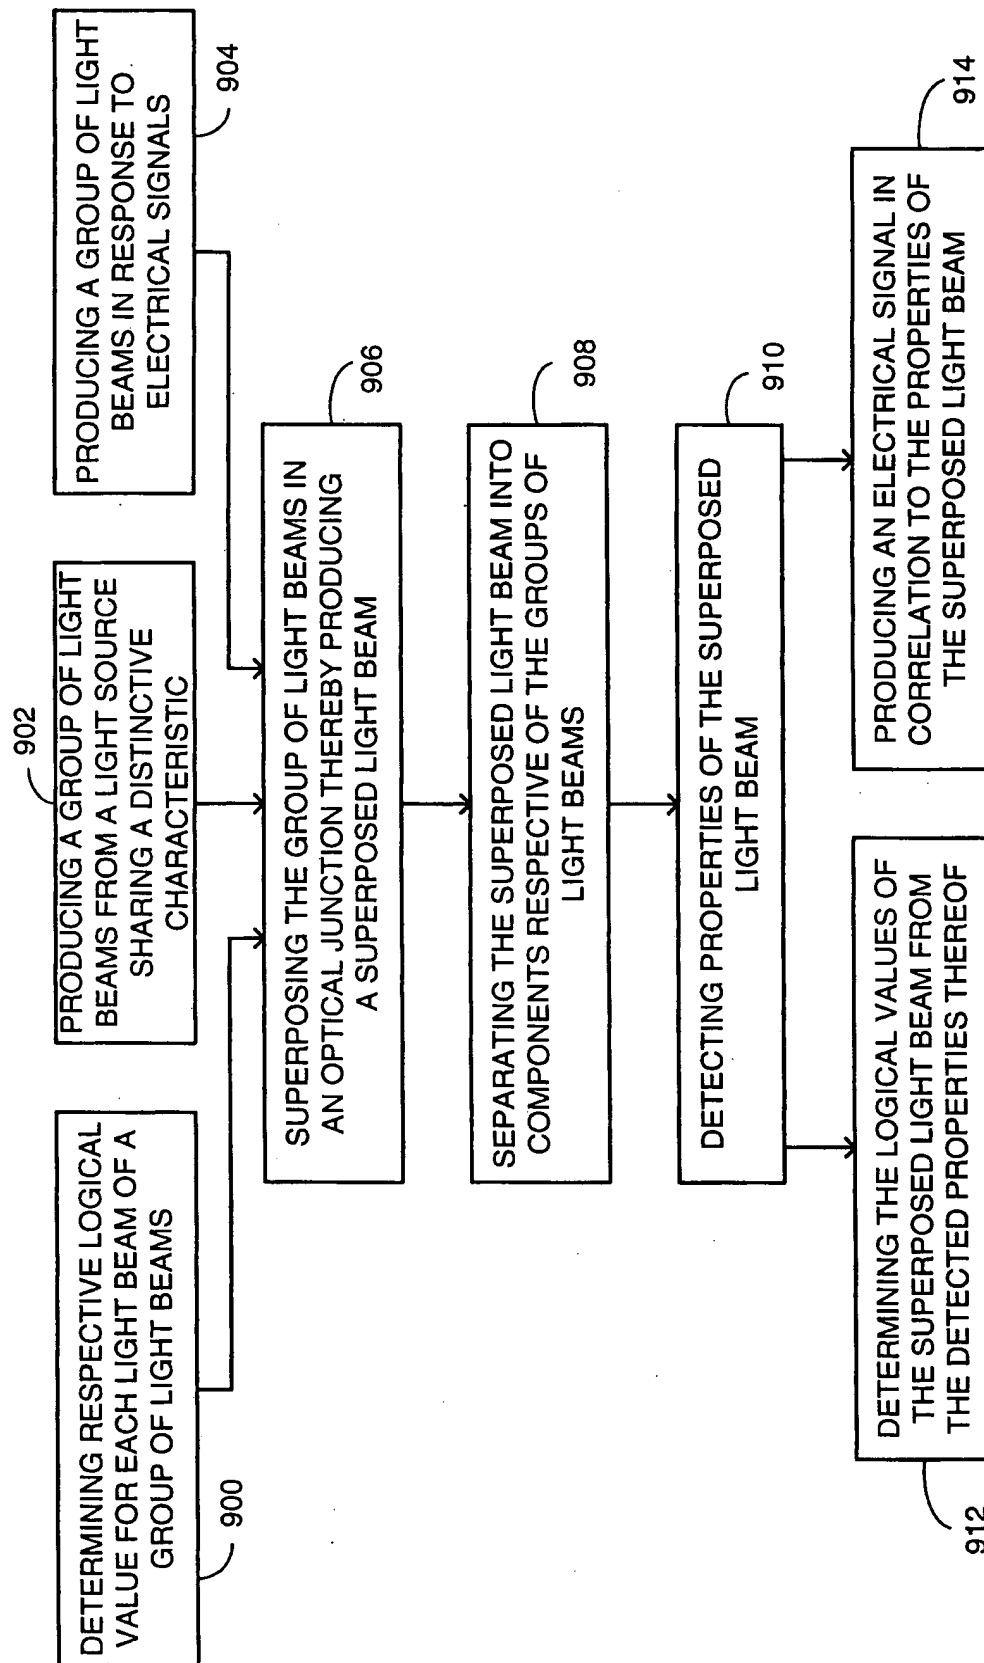 DETERMINING RESPECTIVE LOGICAL
VALUE FOR EACH LIGHT BEAM OF A
GROUP OF LIGHT BEAMS
900
902
PRODUCING A GROUP OF LIGHT
BEAMS FROM A LIGHT SOURCE
SHARING A DISTINCTIVE
CHARACTERISTIC
PRODUCING A GROUP OF LIGHT
BEAMS IN RESPONSE TO
ELECTRICAL SIGNALS
904
SUPERPOSING THE GROUP OF LIGHT BEAMS IN
AN OPTICAL JUNCTION THEREBY PRODUCING
A SUPERPOSED LIGHT BEAM
906
SEPARATING THE SUPERPOSED LIGHT BEAM INTO
COMPONENTS RESPECTIVE OF THE GROUPS OF
LIGHT BEAMS
908
DETECTING PROPERTIES OF THE SUPERPOSED
LIGHT BEAM
910
DETERMINING THE LOGICAL VALUES OF
THE SUPERPOSED LIGHT BEAM FROM
THE DETECTED PROPERTIES THEREOF
912
PRODUCING AN ELECTRICAL SIGNAL IN
CORRELATION TO THE PROPERTIES OF
THE SUPERPOSED LIGHT BEAM
914